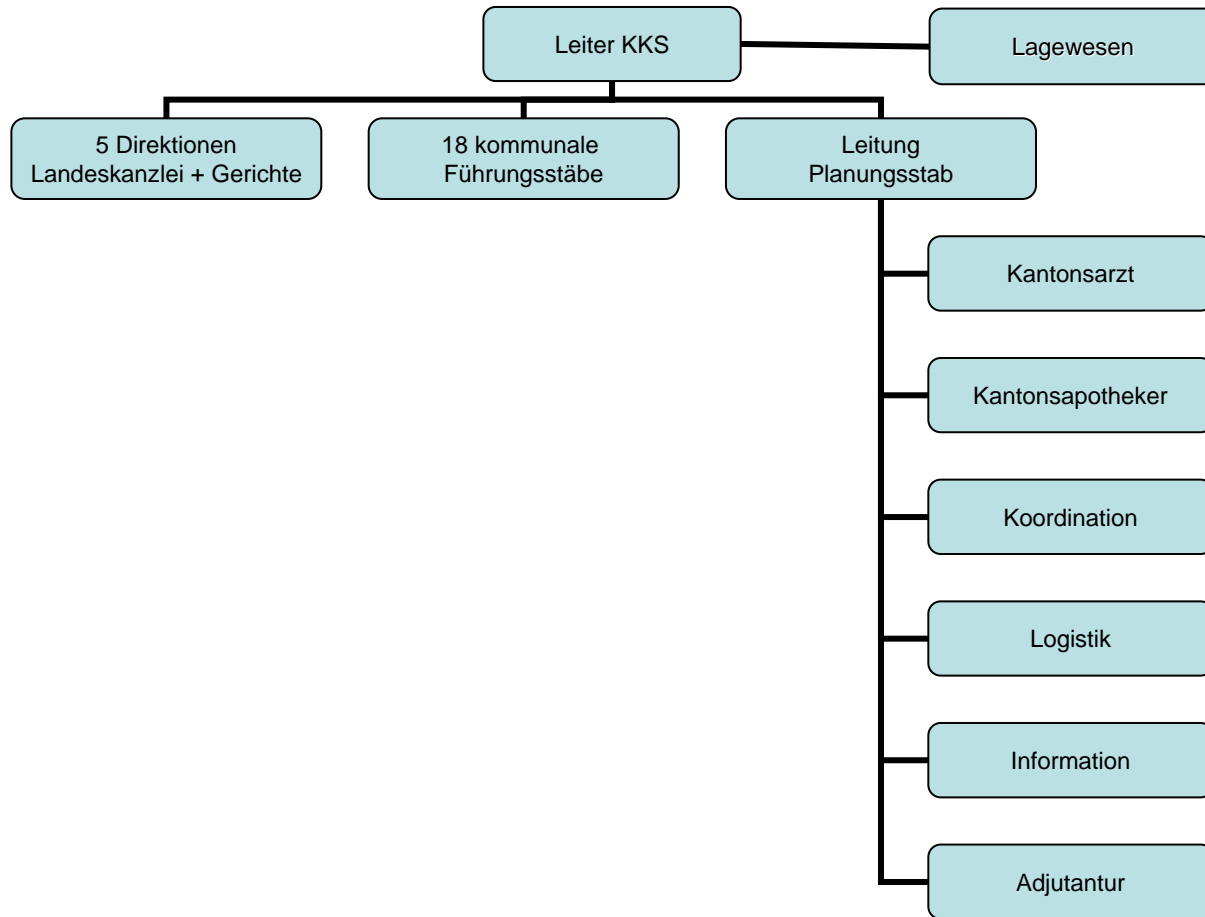 Leiter KKS
Lagewesen
5 Direktionen
Landeskanzlei + Gerichte
18 kommunale
Führungsstäbe
Leitung
Planungsstab
Kantonsarzt
Kantonsapotheker
Koordination
Logistik
Information
Adjutantur